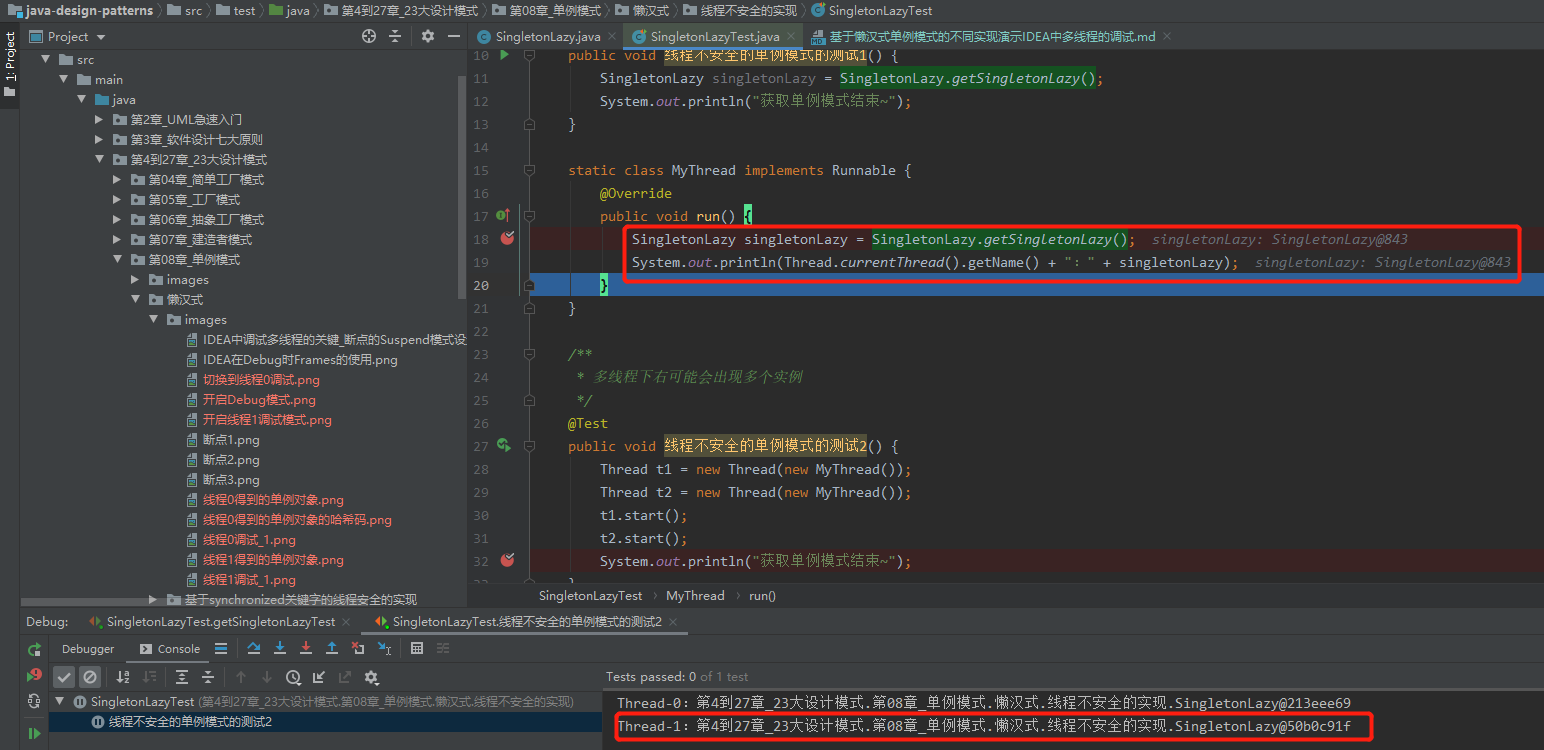 java-design-patterns src test java 第4到27章_23大设计模式 第08章_单例模式 懒汉式 线程不安全的实现 SingletonLazyTest
1: Project
Project
src
main
java
第2章_UML急速入门
第3章_软件设计七大原则
第4到27章_23大设计模式
第04章_简单工厂模式
第05章_工厂模式
第06章_抽象工厂模式
第07章_建造者模式
第08章_单例模式
images
懒汉式
images
IDEA中调试多线程的关键_断点的Suspend模式设
IDEA在Debug时Frames的使用.png
切换到线程0调试.png
开启Debug模式.png
开启线程1调试模式.png
断点1.png
断点2.png
断点3.png
线程0得到的单例对象.png
线程0得到的单例对象的哈希码.png
线程0调试_1.png
线程1得到的单例对象.png
线程1调试_1.png
基于synchronized关键字的线程安全的实现
SingletonLazy.java SingletonLazyTest.java 基于懒汉式单例模式的不同实现演示IDEA中多线程的调试.md
10 public void 线程不安全的单例模式的测试1() {
11 SingletonLazy singletonLazy = SingletonLazy.getSingletonLazy();
12 System.out.println("获取单例模式结束~");
13 }
14
15 static class MyThread implements Runnable {
16 @Override
17 public void run() {
18 SingletonLazy singletonLazy = SingletonLazy.getSingletonLazy(); singletonLazy: SingletonLazy@843
19 System.out.println(Thread.currentThread().getName() + ": " + singletonLazy); singletonLazy: SingletonLazy@843
20 }
21 }
22
23 /**
24 * 多线程下右可能会出现多个实例
25 */
26 @Test
27 public void 线程不安全的单例模式的测试2() {
28 Thread t1 = new Thread(new MyThread());
29 Thread t2 = new Thread(new MyThread());
30 t1.start();
31 t2.start();
32 System.out.println("获取单例模式结束~");
SingletonLazyTest MyThread run()
Debug: SingletonLazyTest.getSingletonLazyTest SingletonLazyTest.线程不安全的单例模式的测试2
Debugger Console
Tests passed: 0 of 1 test
SingletonLazyTest (第4到27章_23大设计模式.第08章_单例模式.懒汉式.线程不安全的实现)
线程不安全的单例模式的测试2
Thread-0: 第4到27章_23大设计模式.第08章_单例模式.懒汉式.线程不安全的实现.SingletonLazy@213eee69
Thread-1: 第4到27章_23大设计模式.第08章_单例模式.懒汉式.线程不安全的实现.SingletonLazy@50b0c91f